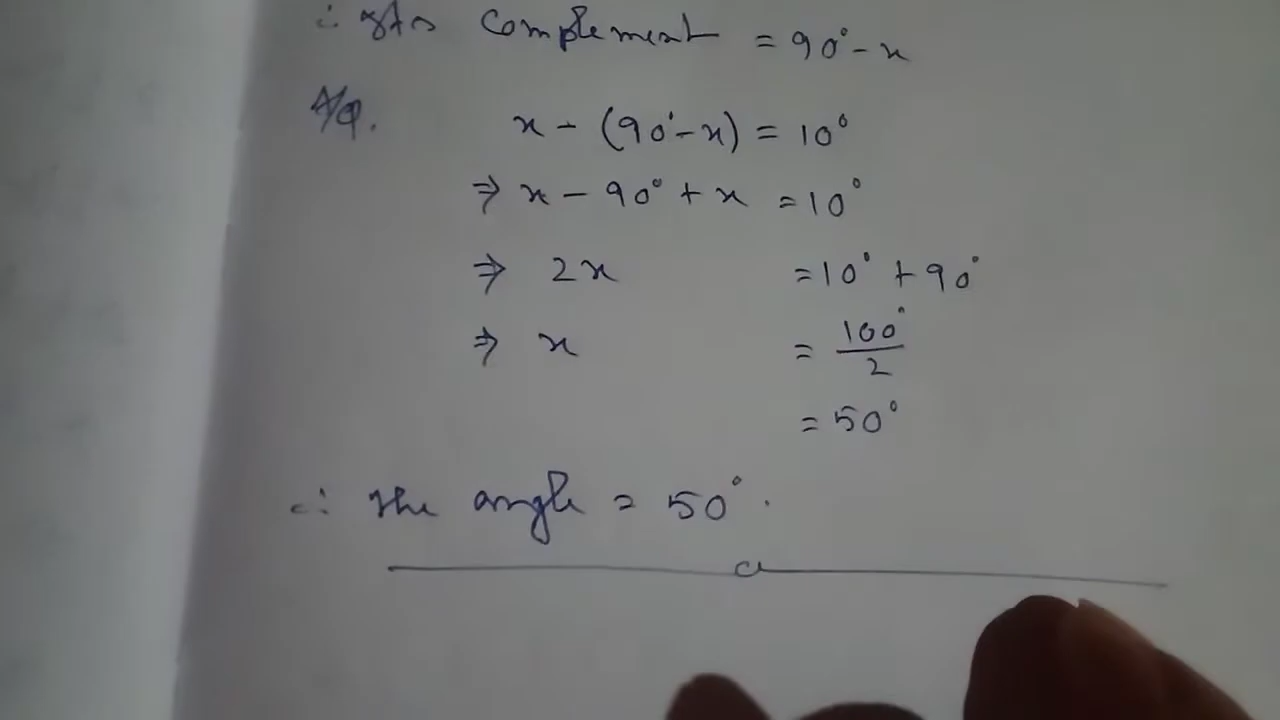 ∴ Its complement = 90° - x
A/Q. x - (90° - x) = 10°
⇒ x - 90° + x = 10°
⇒ 2x = 10° + 90°
⇒ x = 100°/2
= 50°
∴ The angle = 50°.